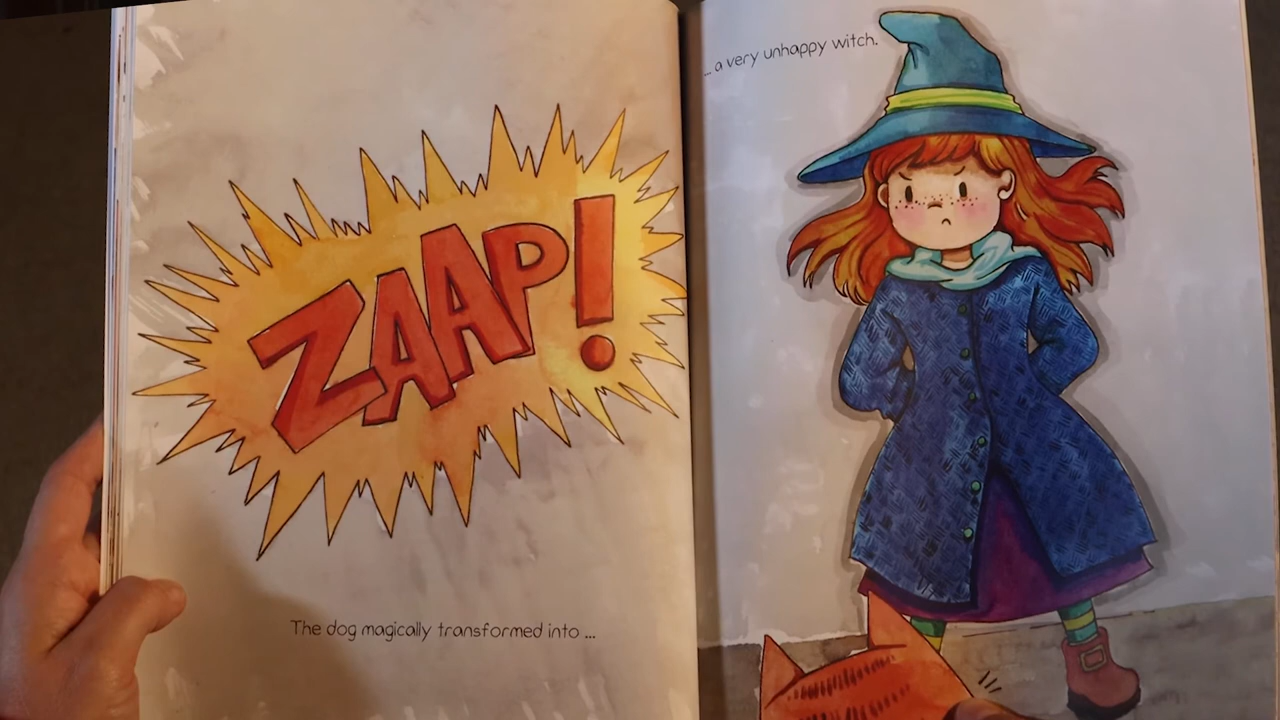 ZAAP!
The dog magically transformed into ...
... a very unhappy witch.